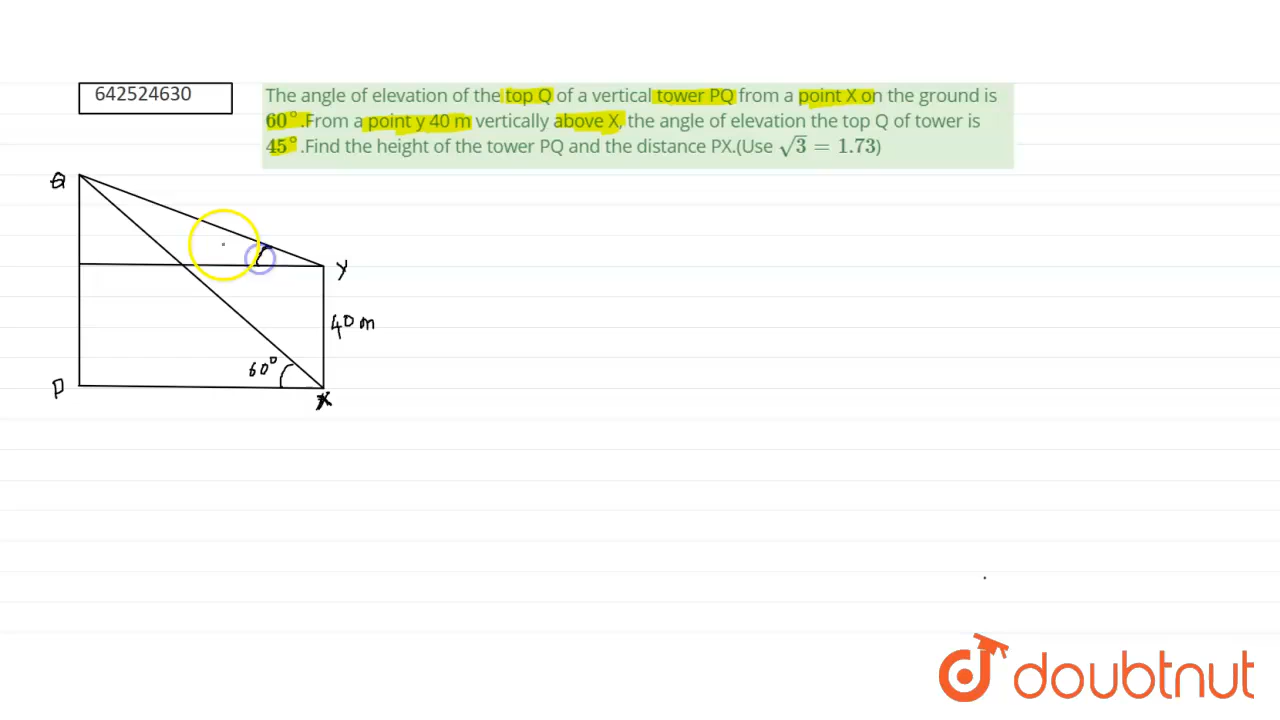 642524630
The angle of elevation of the top Q of a vertical tower PQ from a point X on the ground is
60°.From a point y 40 m vertically above X, the angle of elevation the top Q of tower is
45°.Find the height of the tower PQ and the distance PX.(Use √3 = 1.73)
Q
Y
40 m
60°
P
X
doubtnut